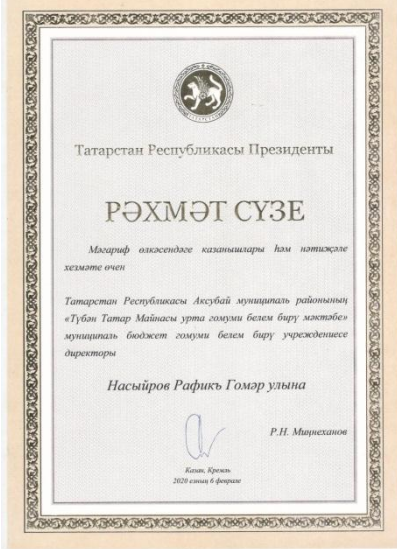 Татарстан Республикасы Президенты
РӘХМӘТ СҮЗЕ
Мәгариф өлкәсендәге казанышлары һәм нәтиҗәле
хезмәте өчен
Татарстан Республикасы Аксубай муниципаль районының
«Түбән Татар Майнасы урта гомуми белем бирү мәктәбе»
муниципаль бюджет гомуми белем бирү учреждениесе
директоры
Насыйров Рафикъ Гомәр улына
Р.Н. Миңнеханов
Казан, Кремль
2020 елның 6 феврале